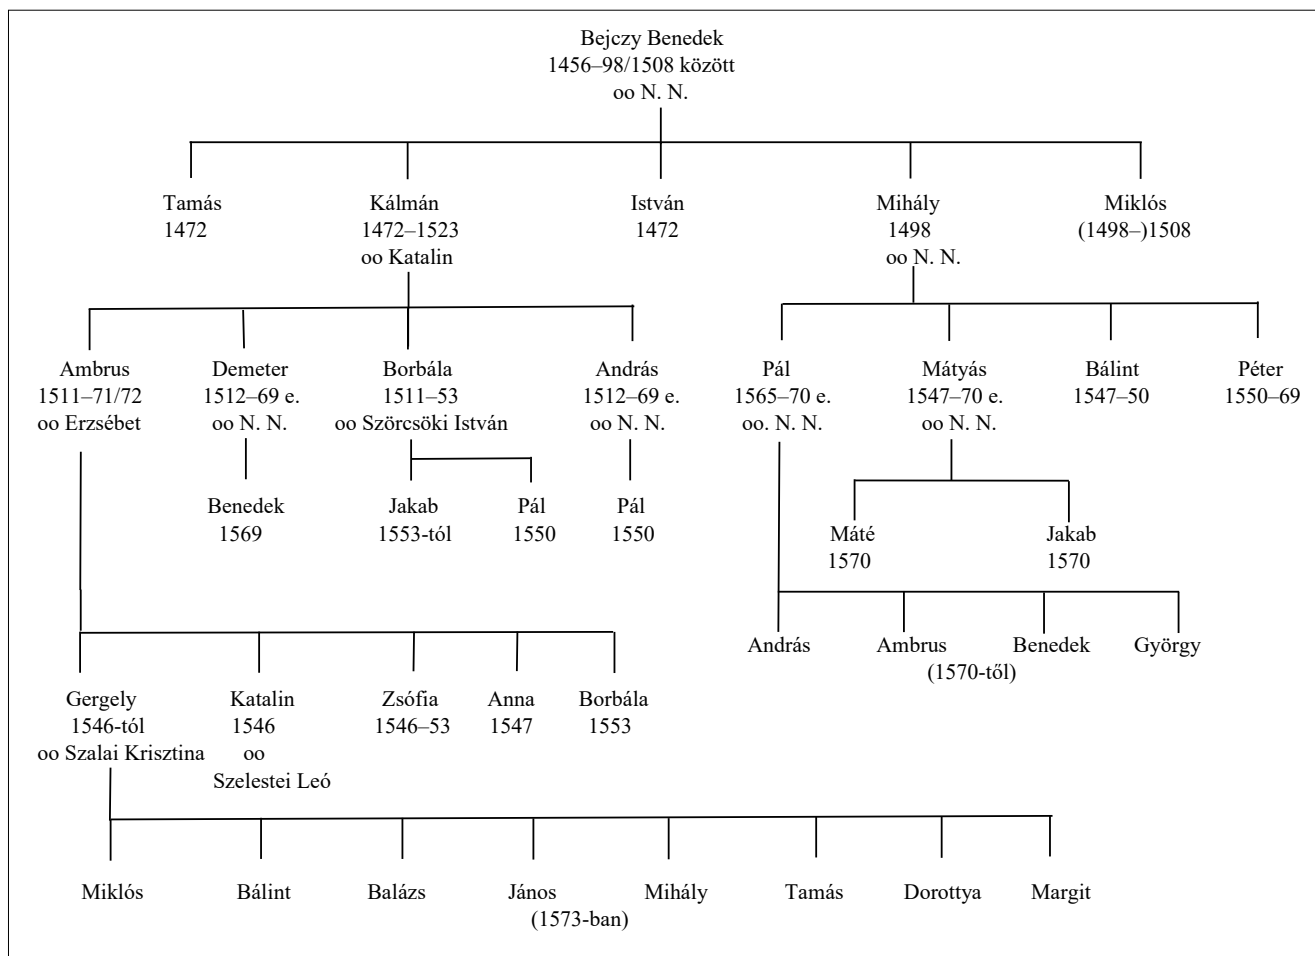 Bejczy Benedek
1456–98/1508 között
oo N. N.
Tamás
1472
Kálmán
1472–1523
oo Katalin
István
1472
Mihály
1498
oo N. N.
Miklós
(1498–)1508
Ambrus
1511–71/72
oo Erzsébet
Demeter
1512–69 e.
oo N. N.
Borbála
1511–53
oo Szörcsöki István
András
1512–69 e.
oo N. N.
Pál
1565–70 e.
oo. N. N.
Mátyás
1547–70 e.
oo N. N.
Bálint
1547–50
Péter
1550–69
Benedek
1569
Jakab
1553-tól
Pál
1550
Pál
1550
Máté
1570
Jakab
1570
András
Ambrus
Benedek
György
(1570-től)
Gergely
1546-tól
oo Szalai Krisztina
Katalin
1546
oo
Szelestei Leó
Zsófia
1546–53
Anna
1547
Borbála
1553
Miklós
Bálint
Balázs
János
Mihály
Tamás
Dorottya
Margit
(1573-ban)